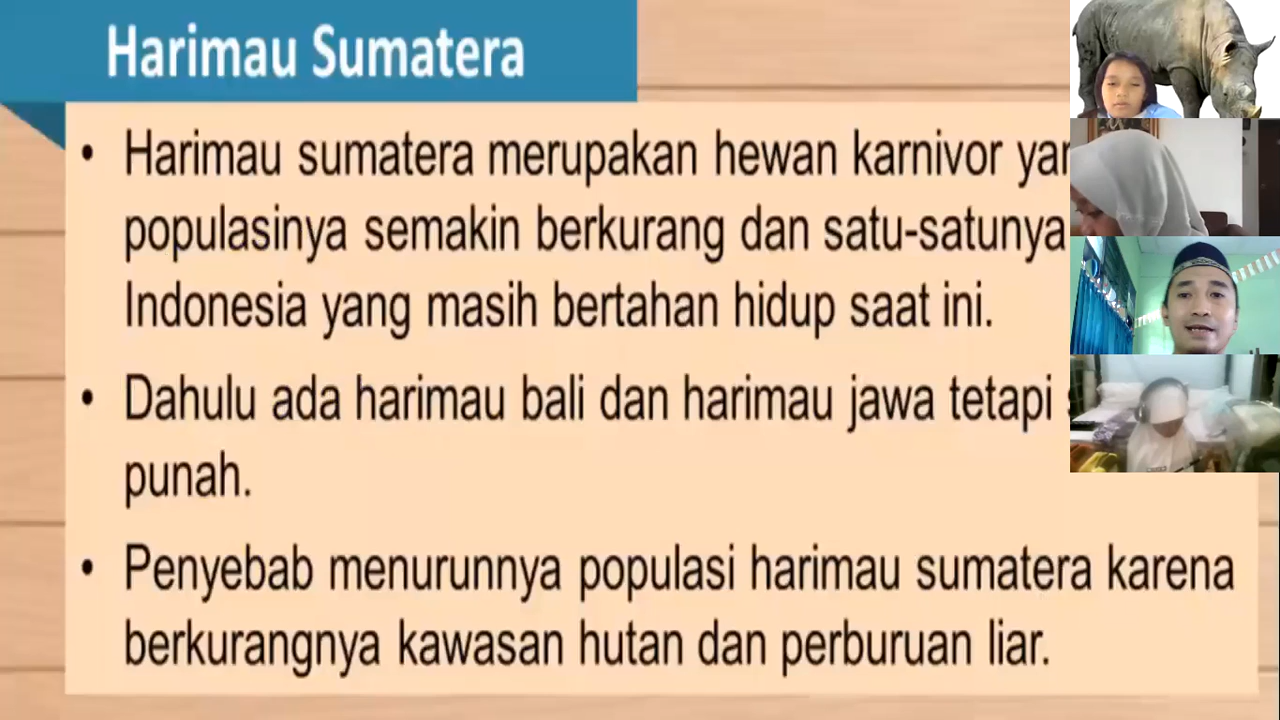 Harimau Sumatera
• Harimau sumatera merupakan hewan karnivor
populasinya semakin berkurang dan satu-satunya
Indonesia yang masih bertahan hidup saat ini.
• Dahulu ada harimau bali dan harimau jawa tetapi
punah.
• Penyebab menurunnya populasi harimau sumatera karena
berkurangnya kawasan hutan dan perburuan liar.